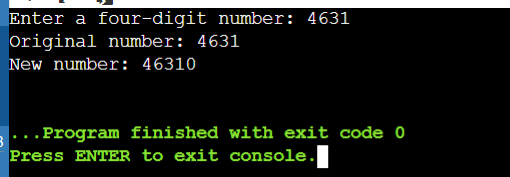 Enter a four-digit number: 4631
Original number: 4631
New number: 46310
...Program finished with exit code 0
Press ENTER to exit console.